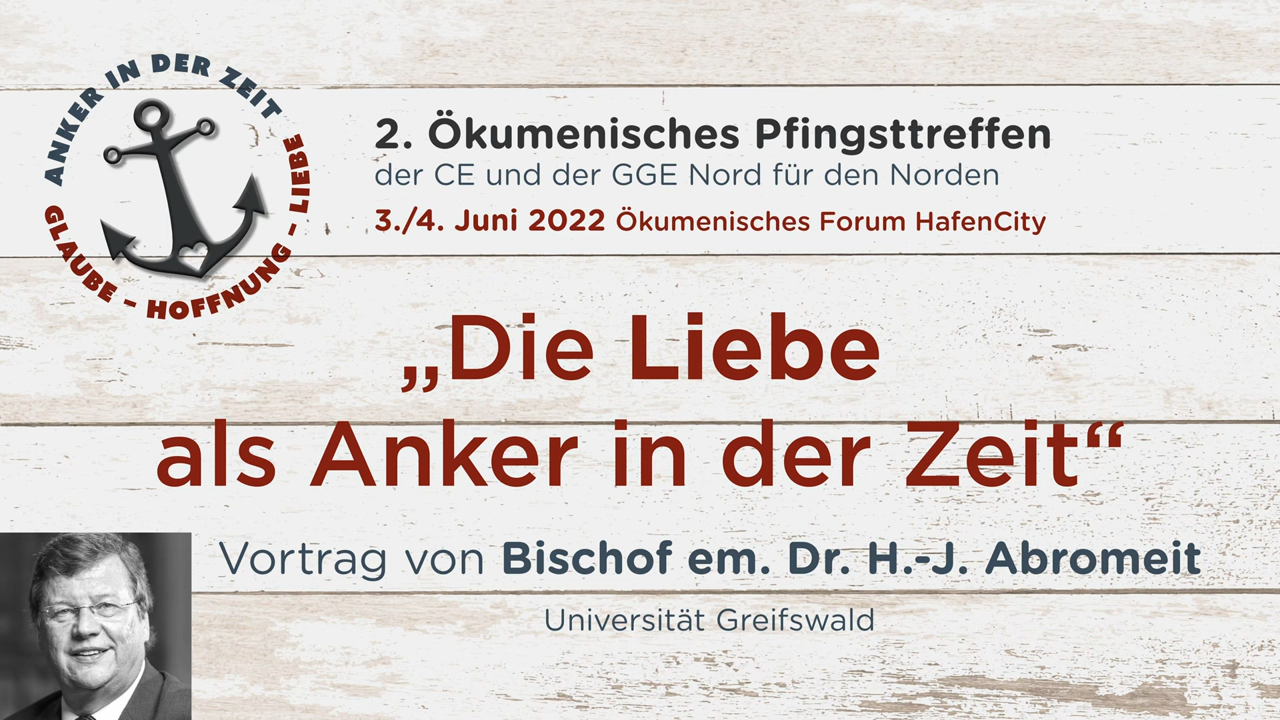 ANKER IN DER ZEIT
GLAUBE – HOFFNUNG – LIEBE
2. Ökumenisches Pfingsttreffen
der CE und der GGE Nord für den Norden
3./4. Juni 2022 Ökumenisches Forum HafenCity
„Die Liebe
als Anker in der Zeit“
Vortrag von Bischof em. Dr. H.-J. Abromeit
Universität Greifswald